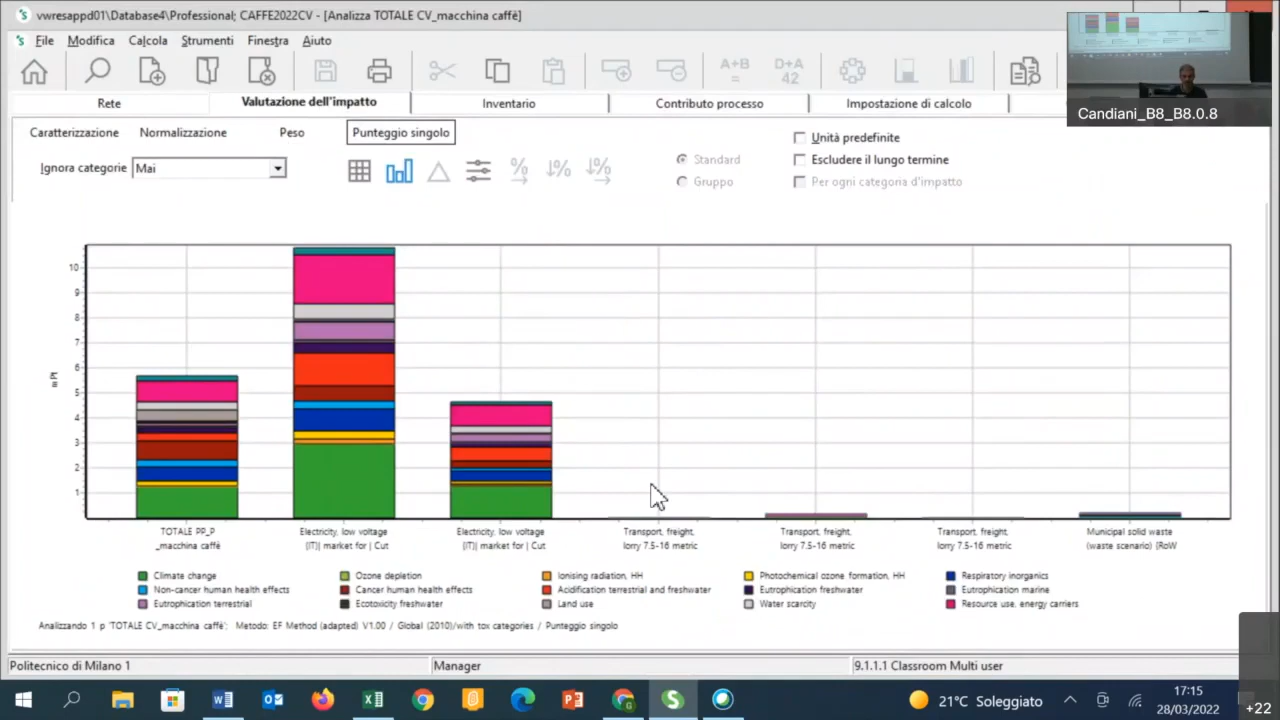 vwresappd01\Database4\Professional; CAFFE2022CV - [Analizza TOTALE CV_macchina caffè]
File Modifica Calcola Strumenti Finestra Aiuto
A+B
=
D+A
42
Candiani_B8_B8.0.8
Rete Valutazione dell'impatto Inventario Contributo processo Impostazione di calcolo
Caratterizzazione Normalizzazione Peso Punteggio singolo
Unità predefinite
Ignora categorie Mai
% ↓% ↓%
Standard
Escludere il lungo termine
Gruppo
Per ogni categoria d'impatto
10
9
8
7
6
5
4
3
2
1
m Pt
TOTALE PP_P
_macchina caffè
Electricity, low voltage
{IT}| market for | Cut
Electricity, low voltage
{IT}| market for | Cut
Transport, freight,
lorry 7.5-16 metric
Transport, freight,
lorry 7.5-16 metric
Transport, freight,
lorry 7.5-16 metric
Municipal solid waste
(waste scenario) {RoW
Climate change Ozone depletion Ionising radiation, HH Photochemical ozone formation, HH Respiratory inorganics
Non-cancer human health effects Cancer human health effects Acidification terrestrial and freshwater Eutrophication freshwater Eutrophication marine
Eutrophication terrestrial Ecotoxicity freshwater Land use Water scarcity Resource use, energy carriers
Analizzando 1 p 'TOTALE CV_macchina caffè'; Metodo: EF Method (adapted) V1.00 / Global (2010)/with tox categories / Punteggio singolo
Politecnico di Milano 1 Manager 9.1.1.1 Classroom Multi user
21°C Soleggiato
17:15
28/03/2022
+22